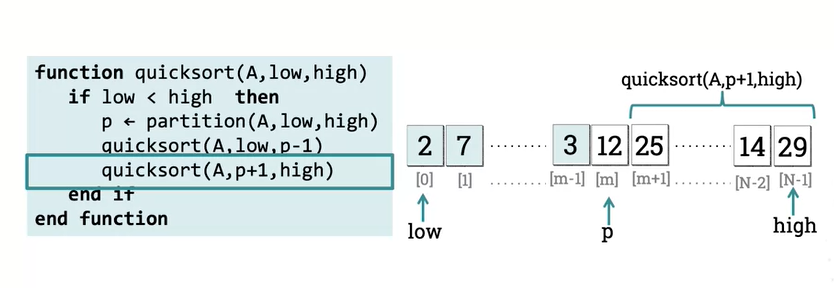 function quicksort(A,low,high)
if low < high then
p ← partition(A,low,high)
quicksort(A,low,p-1)
quicksort(A,p+1,high)
end if
end function
quicksort(A,p+1,high)
2 7 ........ 3 12 25 ........ 14 29
[0] [1] ........ [m-1] [m] [m+1] ........ [N-2] [N-1]
low p high